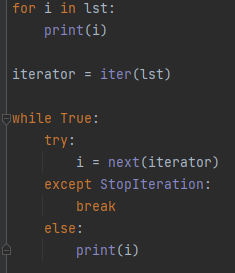 for i in lst:
    print(i)

iterator = iter(lst)

while True:
    try:
        i = next(iterator)
    except StopIteration:
        break
    else:
        print(i)